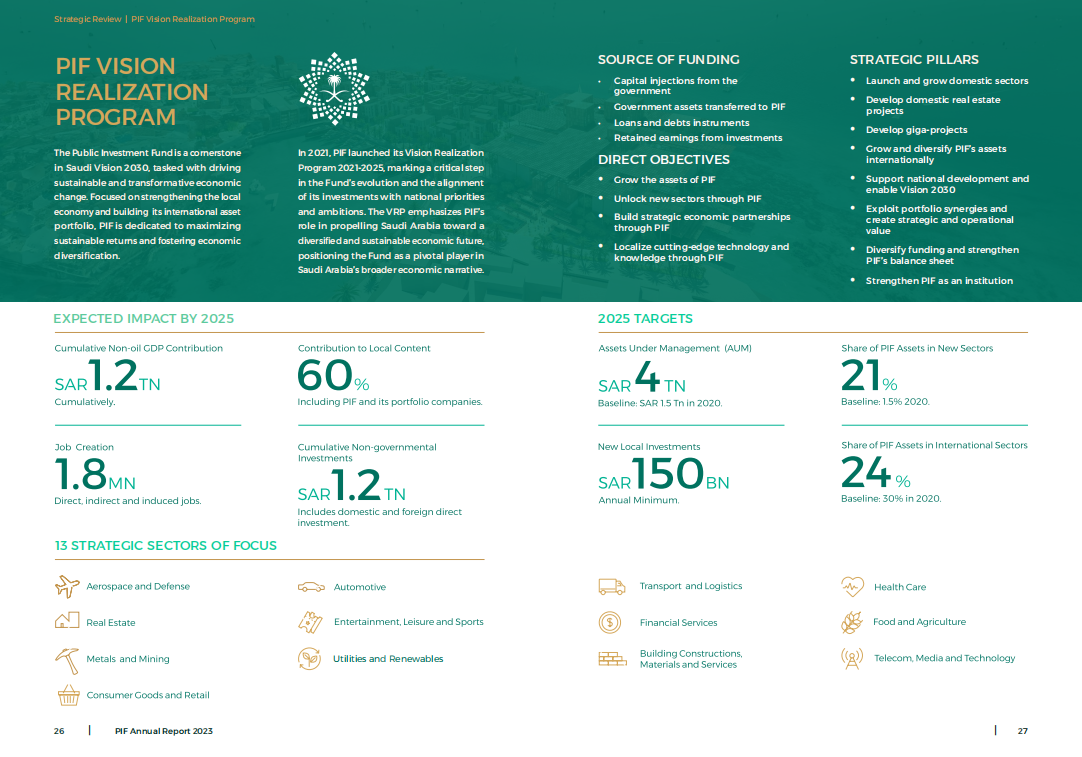 Strategic Review | PIF Vision Realization Program
PIF VISION
REALIZATION
PROGRAM
The Public Investment Fund is a cornerstone
in Saudi Vision 2030, tasked with driving
sustainable and transformative economic
change. Focused on strengthening the local
economy and building its international asset
portfolio, PIF is dedicated to maximizing
sustainable returns and fostering economic
diversification.
In 2021, PIF launched its Vision Realization
Program 2021-2025, marking a critical step
in the Fund's evolution and the alignment
of its investments with national priorities
and ambitions. The VRP emphasizes PIF's
role in propelling Saudi Arabia toward a
diversified and sustainable economic future,
positioning the Fund as a pivotal player in
Saudi Arabia's broader economic narrative.
SOURCE OF FUNDING
• Capital injections from the
government
• Government assets transferred to PIF
• Loans and debts instruments
• Retained earnings from investments
DIRECT OBJECTIVES
• Grow the assets of PIF
• Unlock new sectors through PIF
• Build strategic economic partnerships
through PIF
• Localize cutting-edge technology and
knowledge through PIF
STRATEGIC PILLARS
• Launch and grow domestic sectors
• Develop domestic real estate
projects
• Develop giga-projects
• Grow and diversify PIF's assets
internationally
• Support national development and
enable Vision 2030
• Exploit portfolio synergies and
create strategic and operational
value
• Diversify funding and strengthen
PIF's balance sheet
• Strengthen PIF as an institution
EXPECTED IMPACT BY 2025
Cumulative Non-oil GDP Contribution
SAR 1.2 TN
Cumulatively.
Contribution to Local Content
60%
Including PIF and its portfolio companies.
Job Creation
1.8 MN
Direct, indirect and induced jobs.
Cumulative Non-governmental
Investments
SAR 1.2 TN
Includes domestic and foreign direct
investment.
2025 TARGETS
Assets Under Management (AUM)
SAR 4 TN
Baseline: SAR 1.5 Tn in 2020.
Share of PIF Assets in New Sectors
21%
Baseline: 1.5% 2020.
New Local Investments
SAR 150 BN
Annual Minimum.
Share of PIF Assets in International Sectors
24 %
Baseline: 30% in 2020.
13 STRATEGIC SECTORS OF FOCUS
Aerospace and Defense
Automotive
Transport and Logistics
Health Care
Real Estate
Entertainment, Leisure and Sports
Financial Services
Food and Agriculture
Metals and Mining
Utilities and Renewables
Building Constructions,
Materials and Services
Telecom, Media and Technology
Consumer Goods and Retail
26 | PIF Annual Report 2023
| 27